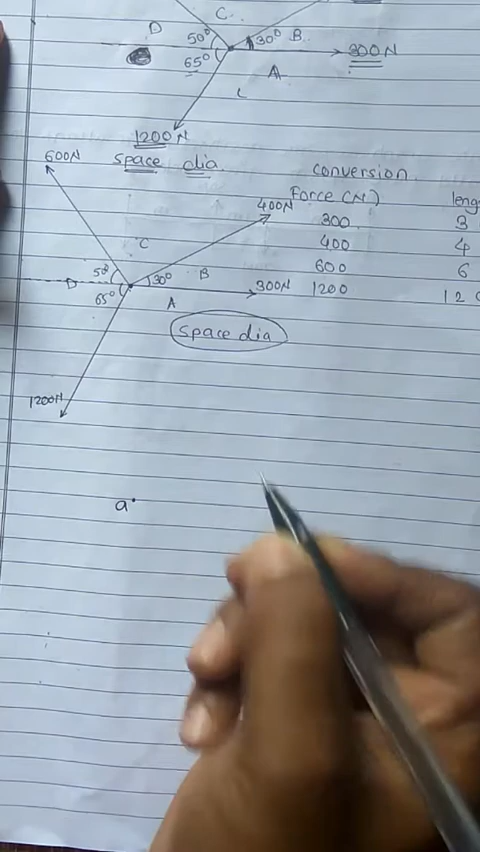 C
D
50°
30° B
300N
65°
A
L
1200N
Space dia
600N
conversion
Force (N)
leng
400N
300 3
C
400 4
50°
600 6
D
30°
B
300N
1200 12
65°
A
Space dia
1200N
a